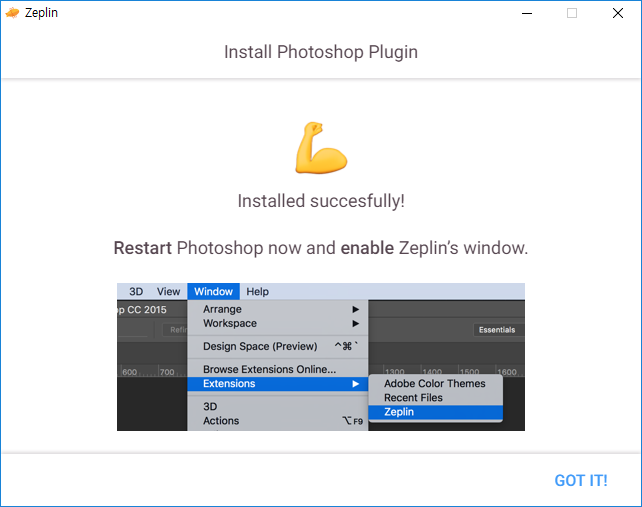 Zeplin
Install Photoshop Plugin
Installed succesfully!
Restart Photoshop now and enable Zeplin's window.
3D View Window Help
op CC 2015
Arrange
Workspace
Refi
Essentials
Design Space (Preview) ^⌘`
600 700 1300 1400 1500 1600
Browse Extensions Online...
Extensions
Adobe Color Themes
Recent Files
Zeplin
3D
Actions ⌥F9
GOT IT!